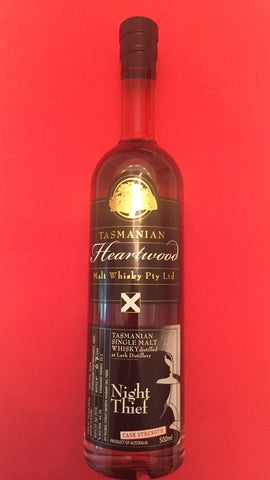 TASMANIAN
Heartwood
Malt Whisky Pty Ltd
TASMANIAN
SINGLE MALT
WHISKY distilled
at Lark Distillery
Night
Thief
CASK STRENGTH
PRODUCT OF AUSTRALIA
500ml